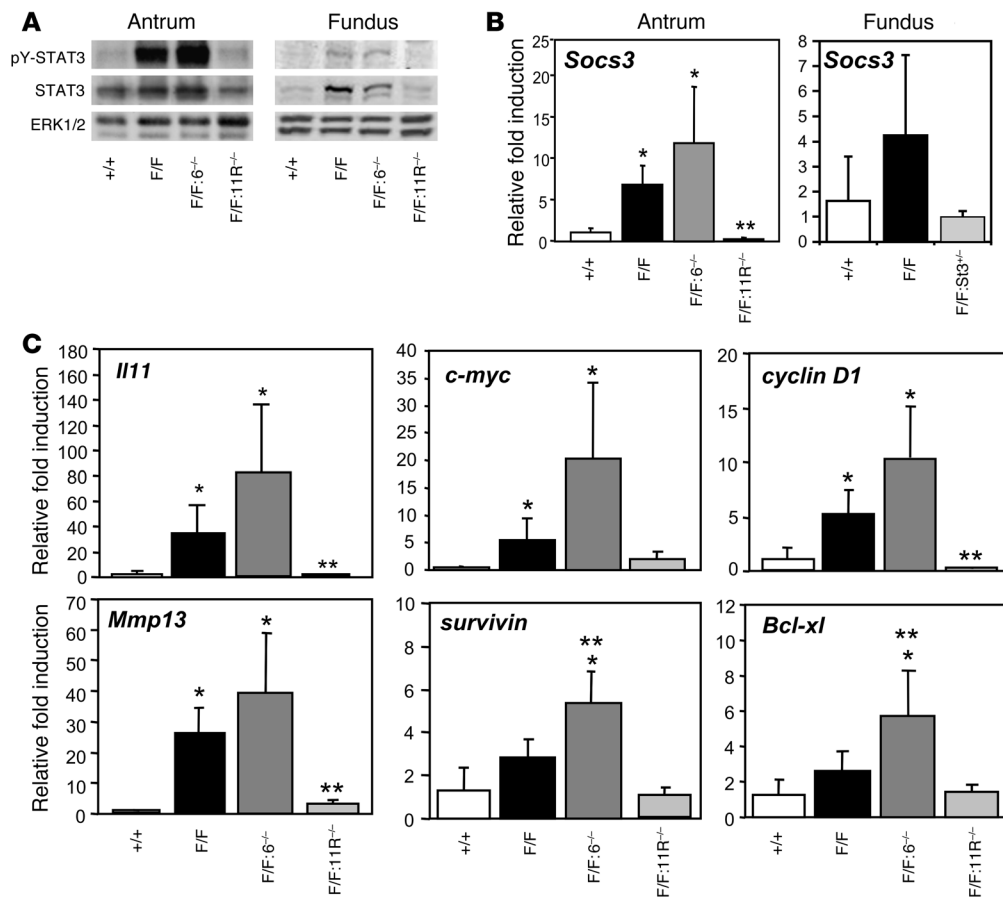 A
Antrum
Fundus
pY-STAT3
STAT3
ERK1/2
+/+
F/F
F/F:6⁻/⁻
F/F:11R⁻/⁻
+/+
F/F
F/F:6⁻/⁻
F/F:11R⁻/⁻
B
Antrum
Fundus
Relative fold induction
Socs3
25
20
15
10
5
0
*
*
**
+/+
F/F
F/F:6⁻/⁻
F/F:11R⁻/⁻
Socs3
8
7
6
5
4
3
2
1
0
+/+
F/F
F/F:St3⁺/⁻
C
Relative fold induction
Il11
180
160
140
120
100
80
60
40
20
0
*
*
**
c-myc
40
35
30
25
20
15
10
5
0
*
*
cyclin D1
20
15
10
5
0
*
*
**
Relative fold induction
Mmp13
70
60
50
40
30
20
10
0
*
*
**
+/+
F/F
F/F:6⁻/⁻
F/F:11R⁻/⁻
survivin
10
8
6
4
2
0
**
*
+/+
F/F
F/F:6⁻/⁻
F/F:11R⁻/⁻
Bcl-xl
12
10
8
6
4
2
0
**
*
+/+
F/F
F/F:6⁻/⁻
F/F:11R⁻/⁻